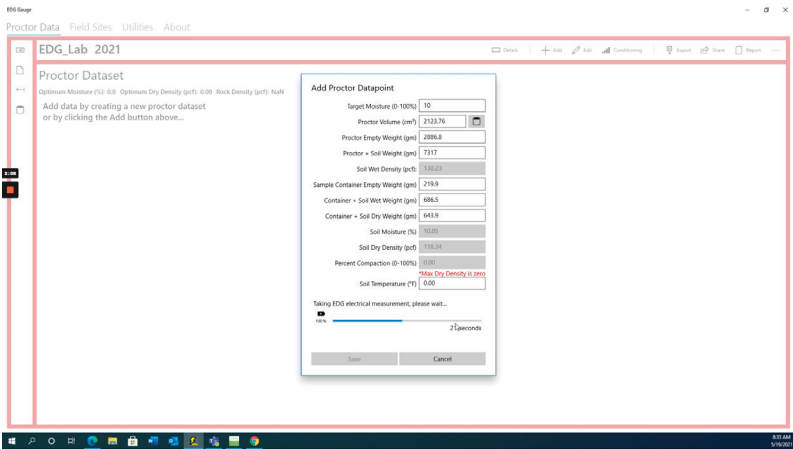 EDG Gauge
Proctor Data Field Sites Utilities About
EDG_Lab 2021
Details Add Edit Conditioning Export Share Report
Proctor Dataset
Optimum Moisture (%): 0.0 Optimum Dry Density (pcf): 0.00 Rock Density (pcf): NaN
Add data by creating a new proctor dataset
or by clicking the Add button above...
Add Proctor Datapoint
Target Moisture (0-100%) 10
Proctor Volume (cm³) 2123.76
Proctor Empty Weight (gm) 2886.8
Proctor + Soil Weight (gm) 7317
Soil Wet Density (pcf): 130.23
Sample Container Empty Weight (gm) 219.9
Container + Soil Wet Weight (gm) 686.5
Container + Soil Dry Weight (gm) 643.9
Soil Moisture (%) 10.05
Soil Dry Density (pcf) 118.34
Percent Compaction (0-100%) 0.00
*Max Dry Density is zero
Soil Temperature (°F) 0.00
Taking EDG electrical measurement, please wait...
100%
seconds
Save Cancel
8:33 AM
5/19/2021